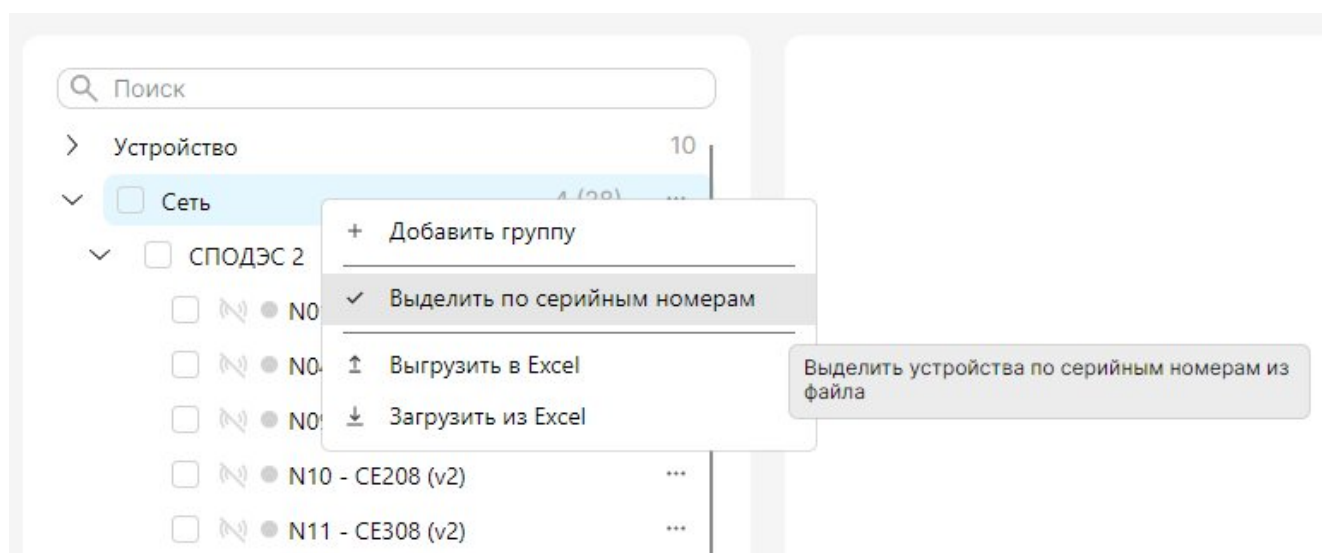 Поиск
Устройство 10
Сеть 4 (28) ...
+ Добавить группу
СПОДЭС 2
Выделить по серийным номерам
Выгрузить в Excel
Выделить устройства по серийным номерам из
файла
Загрузить из Excel
N10 - CE208 (v2) ...
N11 - CE308 (v2) ...